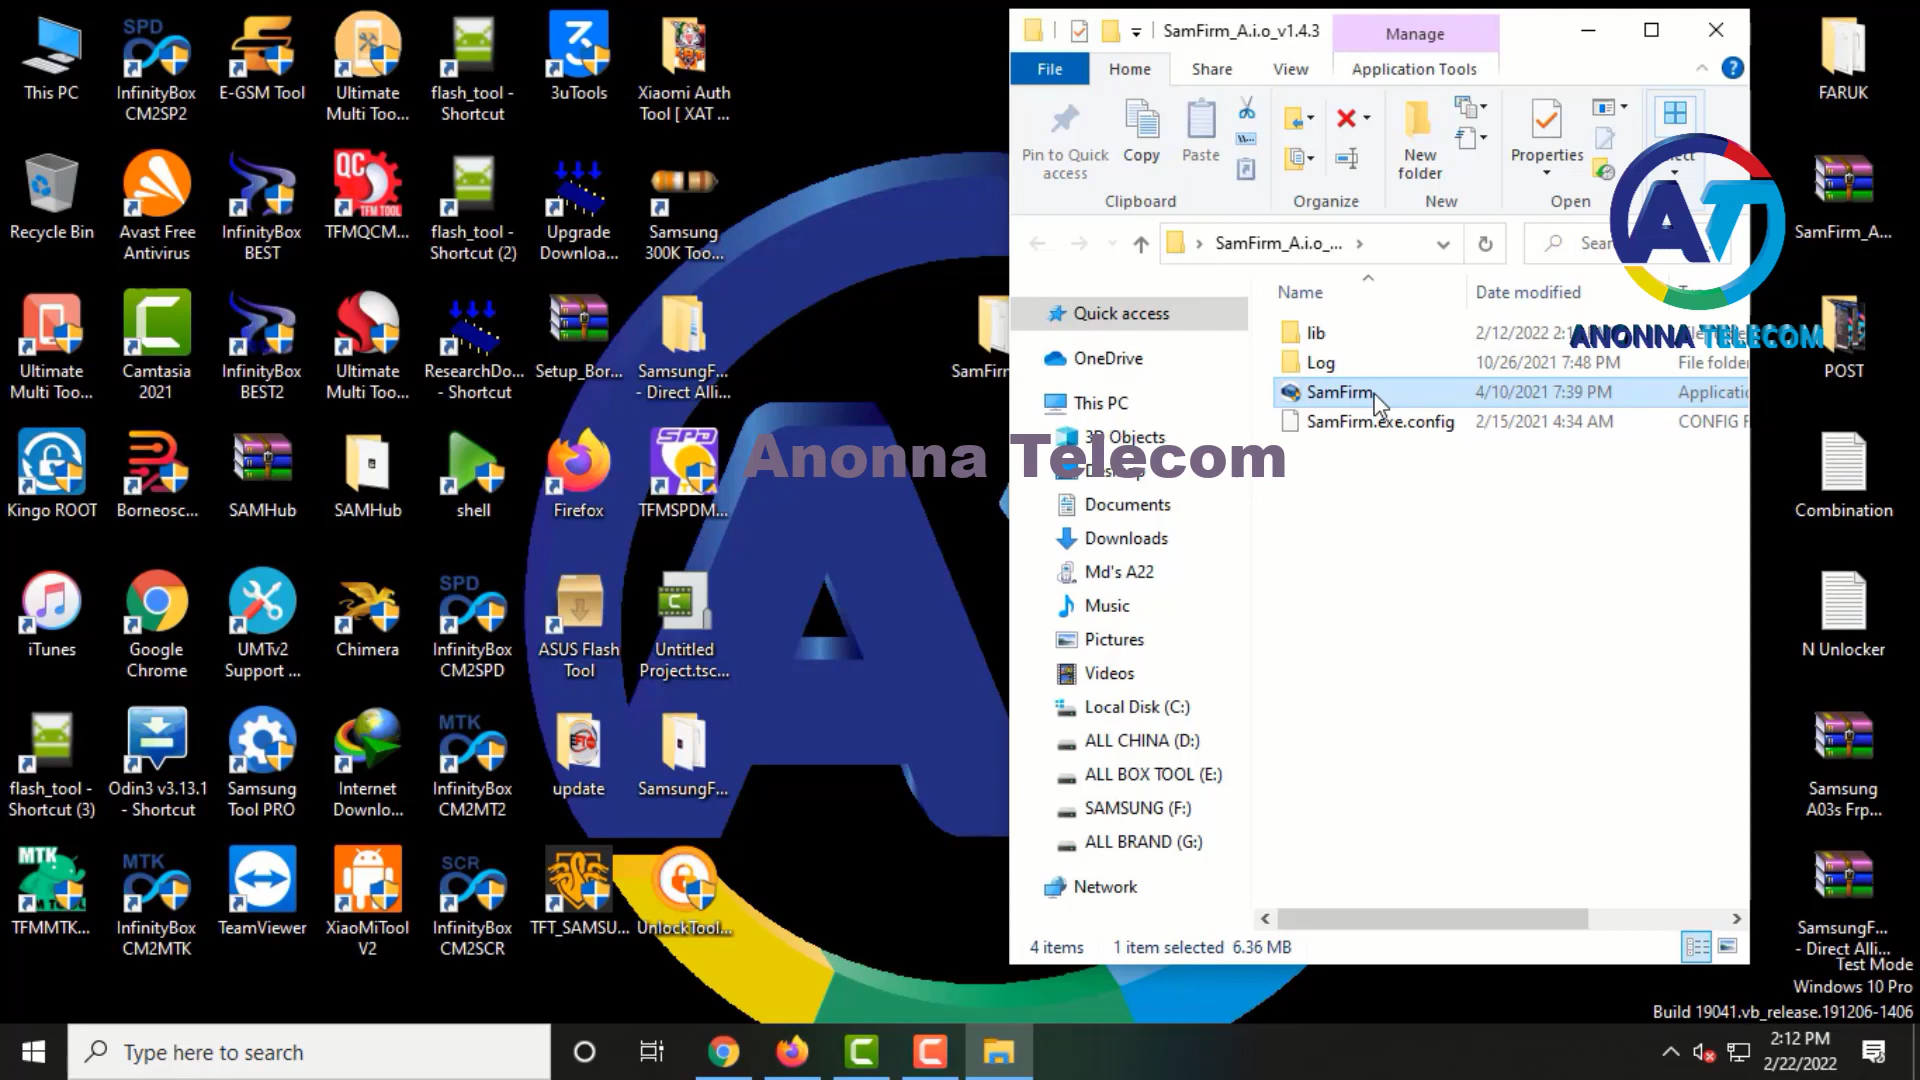 This PC
InfinityBox CM2SP2
E-GSM Tool
Ultimate Multi Too...
flash_tool - Shortcut
3uTools
Xiaomi Auth Tool [ XAT ...
Recycle Bin
Avast Free Antivirus
InfinityBox BEST
TFMQCM...
flash_tool - Shortcut (2)
Upgrade Downloa...
Samsung 300K Too...
Ultimate Multi Too...
Camtasia 2021
InfinityBox BEST2
Ultimate Multi Too...
ResearchDo... - Shortcut
Setup_Bor...
SamsungF... - Direct Alli...
Kingo ROOT
Borneosc...
SAMHub
SAMHub
shell
Firefox
TFMSPDM...
iTunes
Google Chrome
UMTv2 Support ...
Chimera
InfinityBox CM2SPD
ASUS Flash Tool
Untitled Project.tsc...
flash_tool - Shortcut (3)
Odin3 v3.13.1 - Shortcut
Samsung Tool PRO
Internet Downlo...
InfinityBox CM2MT2
update
SamsungF...
TFMMTK...
InfinityBox CM2MTK
TeamViewer
XiaoMiTool V2
InfinityBox CM2SCR
TFT_SAMSU...
UnlockTool...
SamFirm_A.i.o_v1.4.3
Manage
File
Home
Share
View
Application Tools
Pin to Quick access
Copy
Paste
New folder
Properties
Clipboard
Organize
New
Open
SamFirm_A.i.o_...
Sear
Name
Date modified
Quick access
OneDrive
This PC
3D Objects
Documents
Downloads
Md's A22
Music
Pictures
Videos
Local Disk (C:)
ALL CHINA (D:)
ALL BOX TOOL (E:)
SAMSUNG (F:)
ALL BRAND (G:)
Network
lib
2/12/2022
Log
10/26/2021 7:48 PM
File folder
SamFirm
4/10/2021 7:39 PM
Applicatio
SamFirm.exe.config
2/15/2021 4:34 AM
CONFIG F
4 items
1 item selected 6.36 MB
AT
ANONNA TELECOM
Anonna Telecom
FARUK
SamFirm_A...
POST
Combination
N Unlocker
Samsung A03s Frp...
SamsungF... - Direct Alli...
Test Mode
Windows 10 Pro
Build 19041.vb_release.191206-1406
Type here to search
2:12 PM
2/22/2022